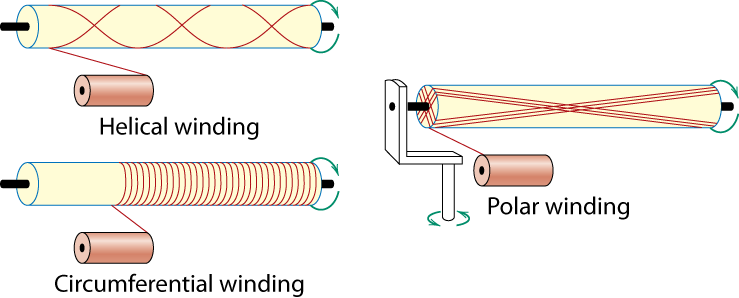 Helical winding
Circumferential winding
Polar winding